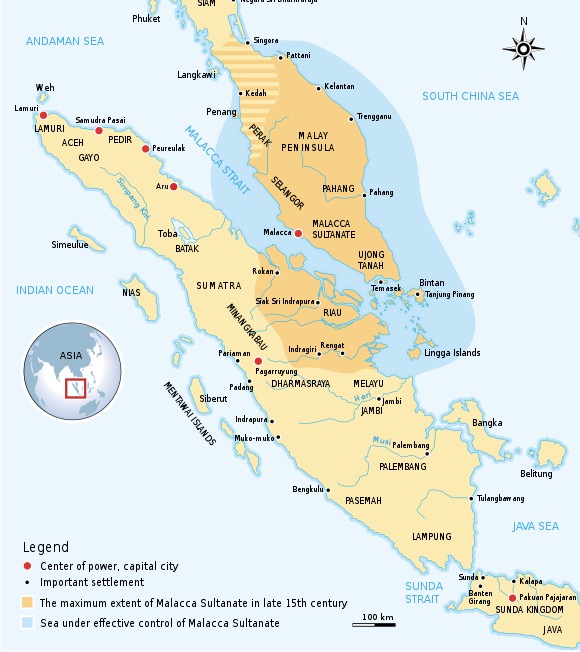 SIAM
Phuket
N
ANDAMAN SEA
Singora
Pattani
Langkawi
Weh
Kedah
Kelantan
SOUTH CHINA SEA
Lamuri
Penang
Samudra Pasai
Trengganu
LAMURI
ACEH
PEDIR
PERAK
MALAY
PENINSULA
GAYO
Peureulak
MALACCA STRAIT
Aru
Simpang Kiri
SELANGOR
PAHANG
Pahang
Malacca
MALACCA
SULTANATE
Toba
Simeulue
BATAK
UJONG
TANAH
Rokan
Temasek
Bintan
Tanjung Pinang
INDIAN OCEAN
NIAS
SUMATRA
Siak Sri Indrapura
RIAU
MINANGKABAU
ASIA
Pariaman
Indragiri
Rengat
Lingga Islands
Pagarruyung
Padang
DHARMASRAYA
MELAYU
MENTAWAI ISLANDS
Siberut
Hari
Jambi
JAMBI
Indrapura
Bangka
Muko-muko
Musi
Palembang
PALEMBANG
Belitung
Bengkulu
PASEMAH
Tulangbawang
JAVA SEA
LAMPUNG
Legend
Center of power, capital city
Important settlement
The maximum extent of Malacca Sultanate in late 15th century
Sea under effective control of Malacca Sultanate
100 km
SUNDA
STRAIT
Sunda
Kalapa
Banten
Girang
Pakuan Pajajaran
SUNDA KINGDOM
JAVA